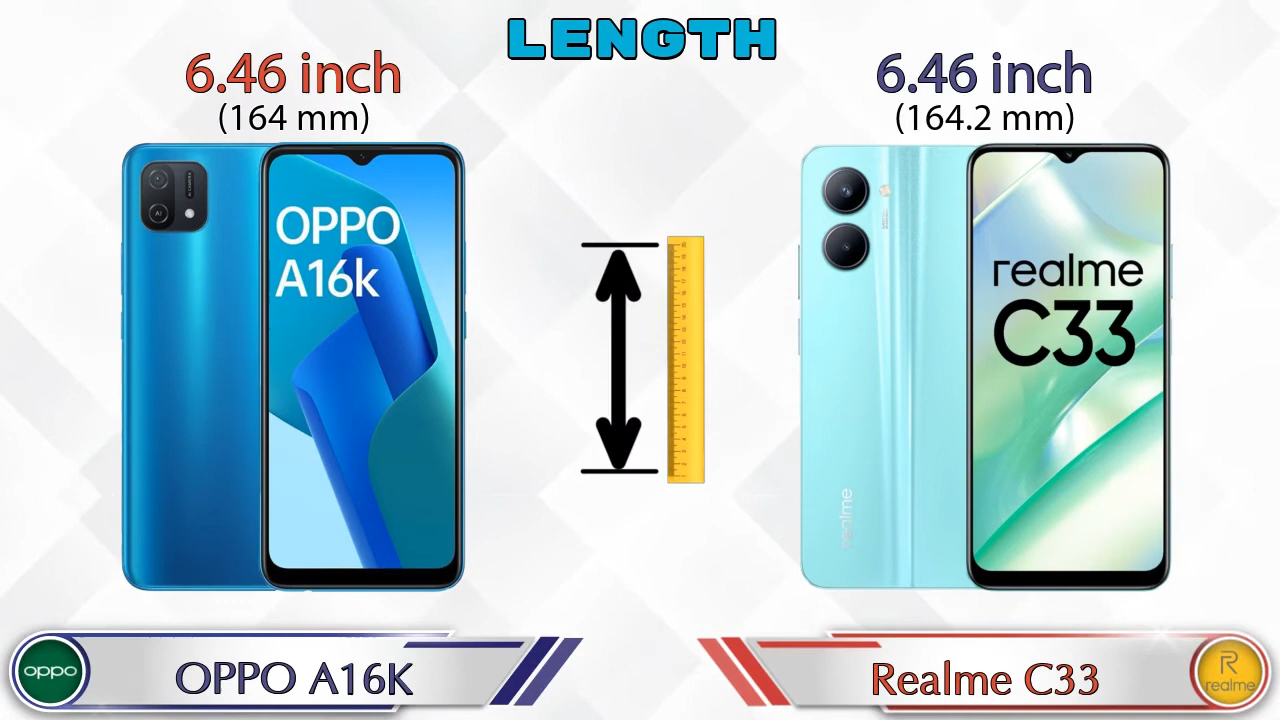 LENGTH
6.46 inch
(164 mm)
6.46 inch
(164.2 mm)
AI
OPPO
A16k
realme
C33
realme
oppo
OPPO A16K
Realme C33
R
realme